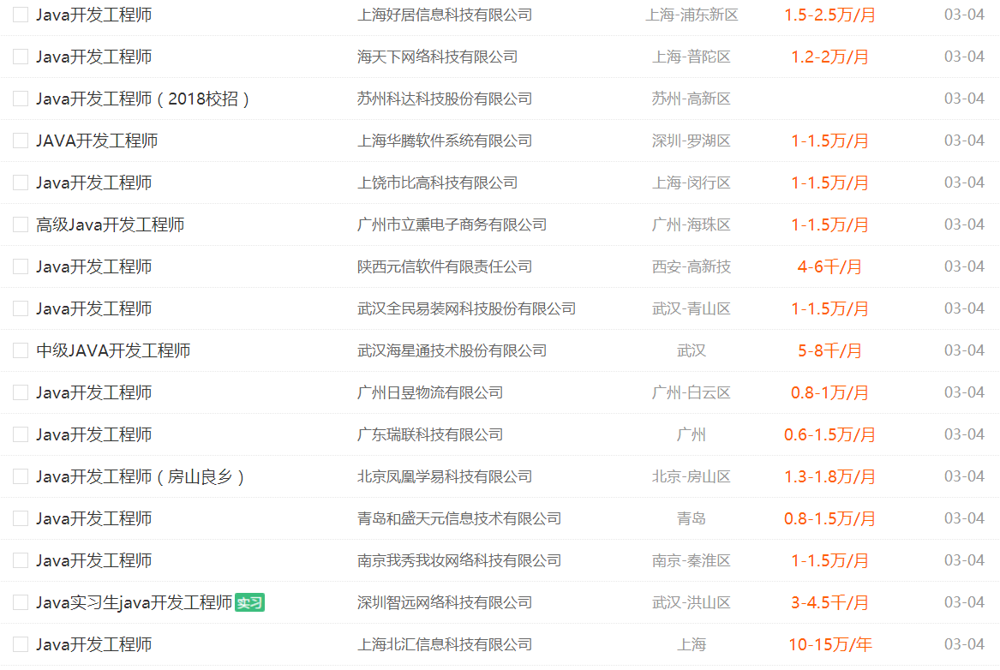 Java开发工程师 上海好居信息科技有限公司 上海-浦东新区 1.5-2.5万/月 03-04
Java开发工程师 海天下网络科技有限公司 上海-普陀区 1.2-2万/月 03-04
Java开发工程师（2018校招） 苏州科达科技股份有限公司 苏州-高新区 03-04
JAVA开发工程师 上海华腾软件系统有限公司 深圳-罗湖区 1-1.5万/月 03-04
Java开发工程师 上饶市比高科技有限公司 上海-闵行区 1-1.5万/月 03-04
高级Java开发工程师 广州市立熏电子商务有限公司 广州-海珠区 1-1.5万/月 03-04
Java开发工程师 陕西元信软件有限责任公司 西安-高新技 4-6千/月 03-04
Java开发工程师 武汉全民易装网科技股份有限公司 武汉-青山区 1-1.5万/月 03-04
中级JAVA开发工程师 武汉海星通技术股份有限公司 武汉 5-8千/月 03-04
Java开发工程师 广州日昱物流有限公司 广州-白云区 0.8-1万/月 03-04
Java开发工程师 广东瑞联科技有限公司 广州 0.6-1.5万/月 03-04
Java开发工程师（房山良乡） 北京凤凰学易科技有限公司 北京-房山区 1.3-1.8万/月 03-04
Java开发工程师 青岛和盛天元信息技术有限公司 青岛 0.8-1.5万/月 03-04
Java开发工程师 南京我秀我妆网络科技有限公司 南京-秦淮区 1-1.5万/月 03-04
Java实习生java开发工程师 实习 深圳智远网络科技有限公司 武汉-洪山区 3-4.5千/月 03-04
Java开发工程师 上海北汇信息科技有限公司 上海 10-15万/年 03-04